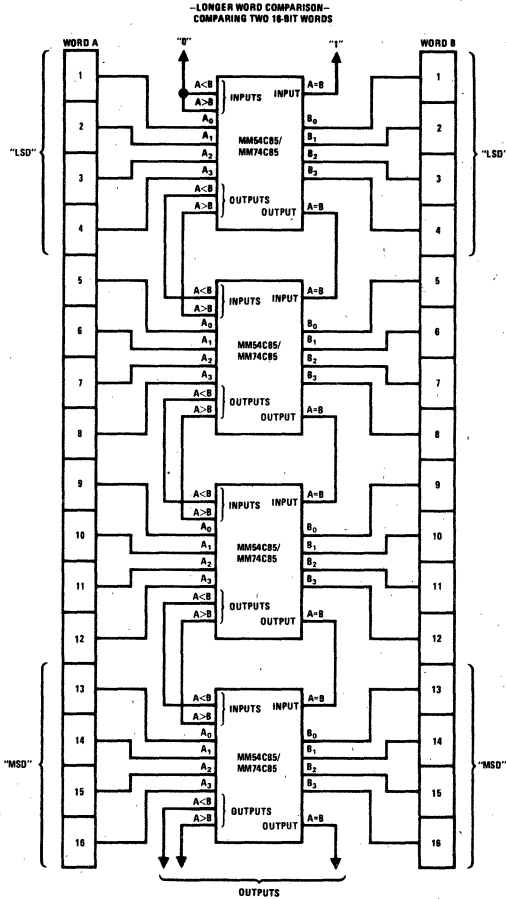 –LONGER WORD COMPARISON–
COMPARING TWO 16-BIT WORDS
WORD A "0" "1" WORD B
1 A<B INPUTS INPUT A=B 1
A>B
A0 B0
2 A1 MM54C85/ B1 2
"LSD" A2 MM74C85 B2 "LSD"
3 A3 B3 3
A<B OUTPUTS
4 A>B OUTPUT A=B 4
5 A<B INPUTS INPUT A=B 5
A>B
A0 B0
6 A1 MM54C85/ B1 6
A2 MM74C85 B2
7 A3 B3 7
A<B OUTPUTS
8 A>B OUTPUT A=B 8
9 A<B INPUTS INPUT A=B 9
A>B
A0 B0
10 A1 MM54C85/ B1 10
A2 MM74C85 B2
11 A3 B3 11
A<B OUTPUTS
12 A>B OUTPUT A=B 12
13 A<B INPUTS INPUT A=B 13
A>B
A0 B0
14 A1 MM54C85/ B1 14
"MSD" A2 MM74C85 B2 "MSD"
15 A3 B3 15
A<B OUTPUTS
16 A>B OUTPUT A=B 16
OUTPUTS